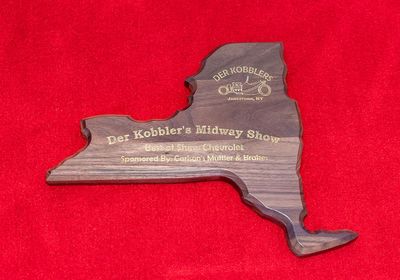 DER KOBBLERS
Jamestown, NY
Der Kobbler's Midway Show
Best of Show: Chevrolet
Sponsored By: Carlson's Muffler & Brakes